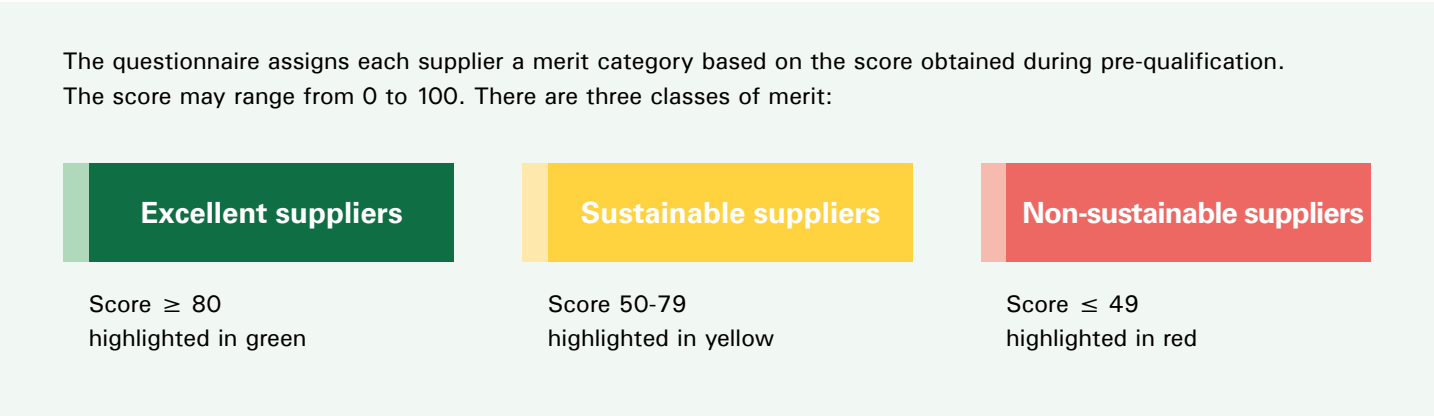 The questionnaire assigns each supplier a merit category based on the score obtained during pre-qualification.
The score may range from 0 to 100. There are three classes of merit:
Excellent suppliers
Score ≥ 80
highlighted in green
Sustainable suppliers
Score 50-79
highlighted in yellow
Non-sustainable suppliers
Score ≤ 49
highlighted in red